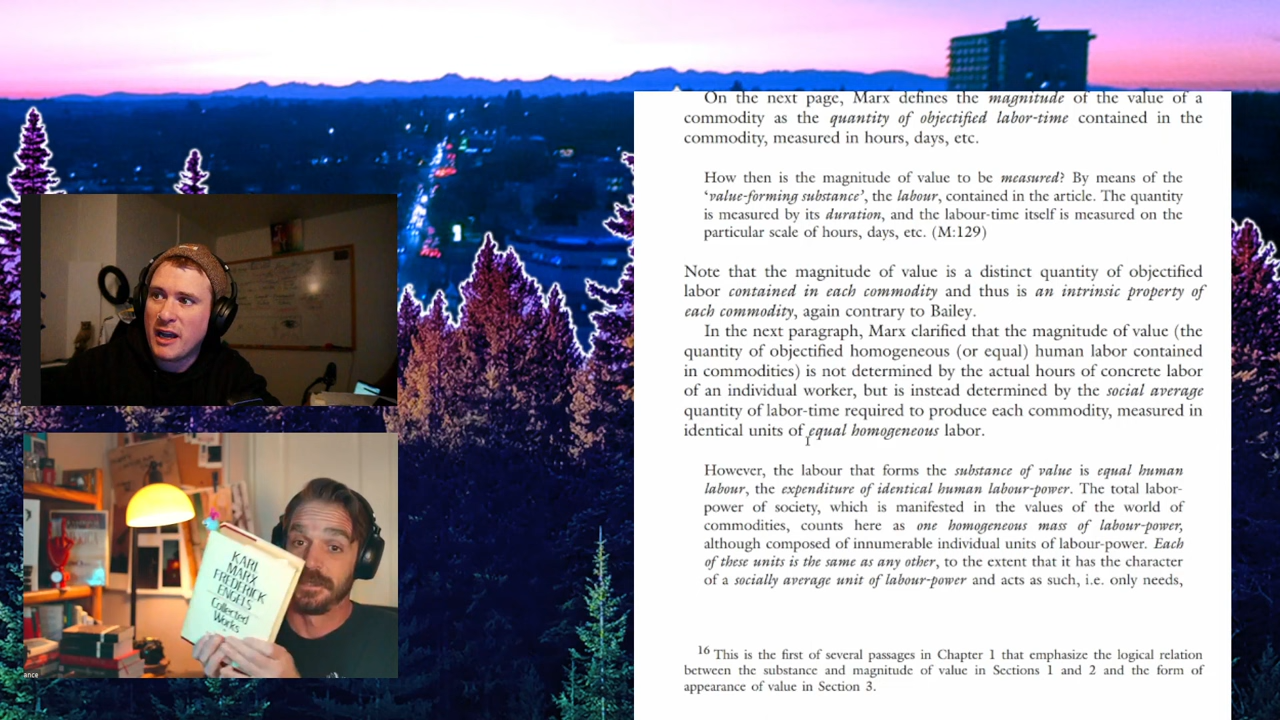 On the next page, Marx defines the magnitude of the value of a
commodity as the quantity of objectified labor-time contained in the
commodity, measured in hours, days, etc.
How then is the magnitude of value to be measured? By means of the
‘value-forming substance’, the labour, contained in the article. The quantity
is measured by its duration, and the labour-time itself is measured on the
particular scale of hours, days, etc. (M:129)
Note that the magnitude of value is a distinct quantity of objectified
labor contained in each commodity and thus is an intrinsic property of
each commodity, again contrary to Bailey.
In the next paragraph, Marx clarified that the magnitude of value (the
quantity of objectified homogeneous (or equal) human labor contained
in commodities) is not determined by the actual hours of concrete labor
of an individual worker, but is instead determined by the social average
quantity of labor-time required to produce each commodity, measured in
identical units of equal homogeneous labor.
However, the labour that forms the substance of value is equal human
labour, the expenditure of identical human labour-power. The total labor-
power of society, which is manifested in the values of the world of
commodities, counts here as one homogeneous mass of labour-power,
although composed of innumerable individual units of labour-power. Each
of these units is the same as any other, to the extent that it has the character
of a socially average unit of labour-power and acts as such, i.e. only needs,
16 This is the first of several passages in Chapter 1 that emphasize the logical relation
between the substance and magnitude of value in Sections 1 and 2 and the form of
appearance of value in Section 3.
KARL
MARX
FREDERICK
ENGELS
Collected
Works
ance